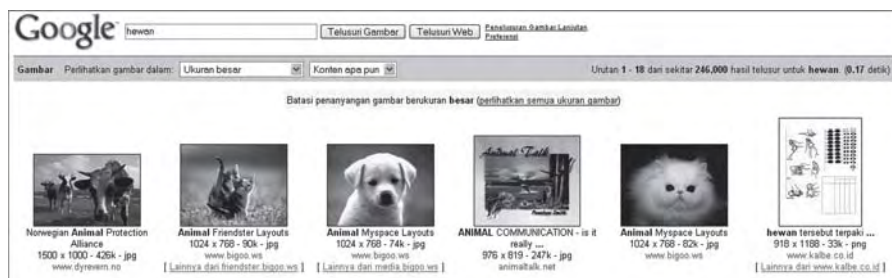 Google hewan Telusuri Gambar Telusuri Web Penelusuran Gambar Lanjutan
Preferensi
Gambar Perlihatkan gambar dalam: Ukuran besar Konten apa pun Urutan 1 - 18 dari sekitar 246,000 hasil telusur untuk hewan. (0.17 detik)
Batasi penayangan gambar berukuran besar (perlihatkan semua ukuran gambar)
Animal Talk
Norwegian Animal Protection
Alliance
1500 x 1000 - 426k - jpg
www.dyrevern.no
Animal Friendster Layouts
1024 x 768 - 90k - jpg
www.bigoo.ws
[ Lainnya dari friendster.bigoo.ws ]
Animal Myspace Layouts
1024 x 768 - 74k - jpg
www.bigoo.ws
[ Lainnya dari media.bigoo.ws ]
ANIMAL COMMUNICATION - is it
really ...
976 x 819 - 247k - jpg
animaltalk.net
Animal Myspace Layouts
1024 x 768 - 82k - jpg
www.bigoo.ws
hewan tersebut terpaki ...
918 x 1188 - 33k - png
www.kalbe.co.id
[ Lainnya dari www.kalbe.co.id ]